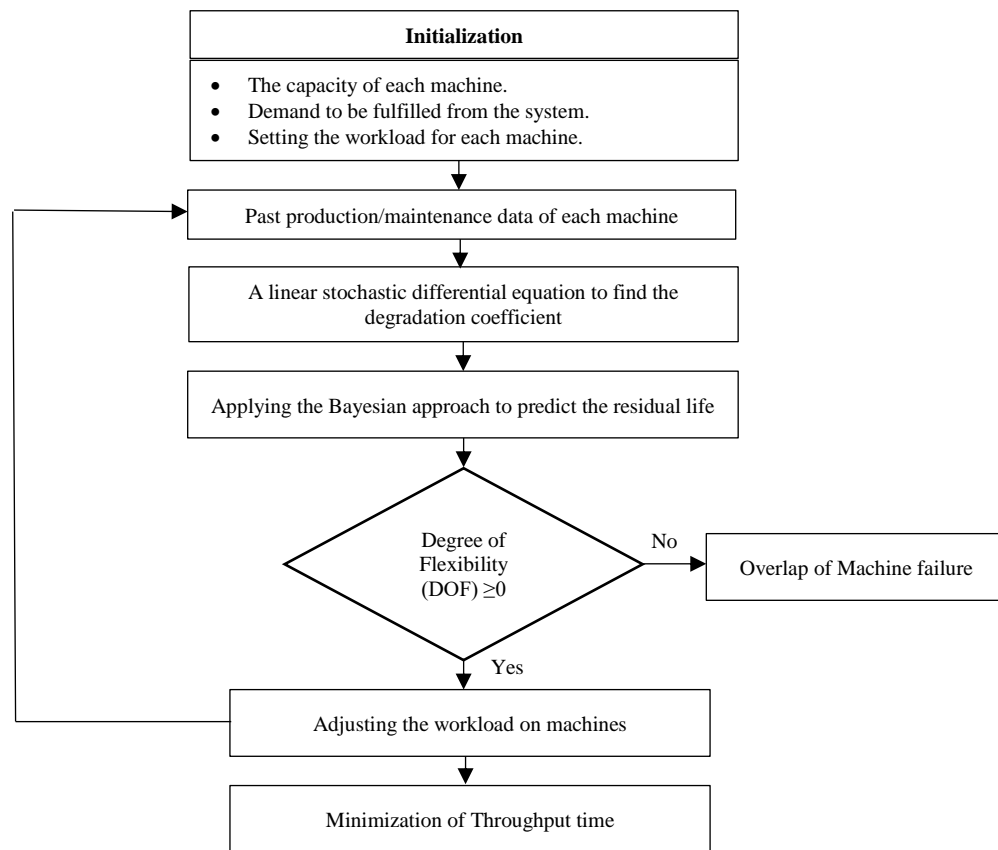 Initialization
• The capacity of each machine.
• Demand to be fulfilled from the system.
• Setting the workload for each machine.
Past production/maintenance data of each machine
A linear stochastic differential equation to find the
degradation coefficient
Applying the Bayesian approach to predict the residual life
Degree of
Flexibility
(DOF) ≥0
No
Overlap of Machine failure
Yes
Adjusting the workload on machines
Minimization of Throughput time